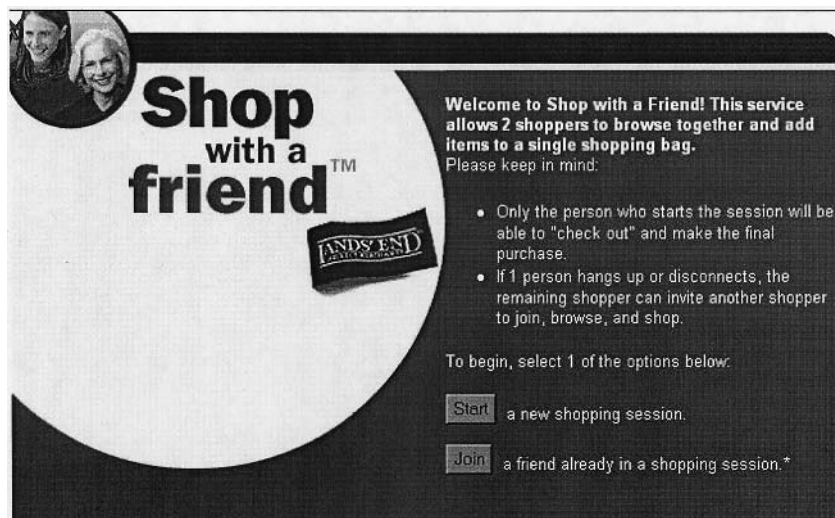 Shop
with a
friend™
LANDS' END
Welcome to Shop with a Friend! This service
allows 2 shoppers to browse together and add
items to a single shopping bag.
Please keep in mind:
• Only the person who starts the session will be
able to "check out" and make the final
purchase.
• If 1 person hangs up or disconnects, the
remaining shopper can invite another shopper
to join, browse, and shop.
To begin, select 1 of the options below:
Start a new shopping session.
Join a friend already in a shopping session.*